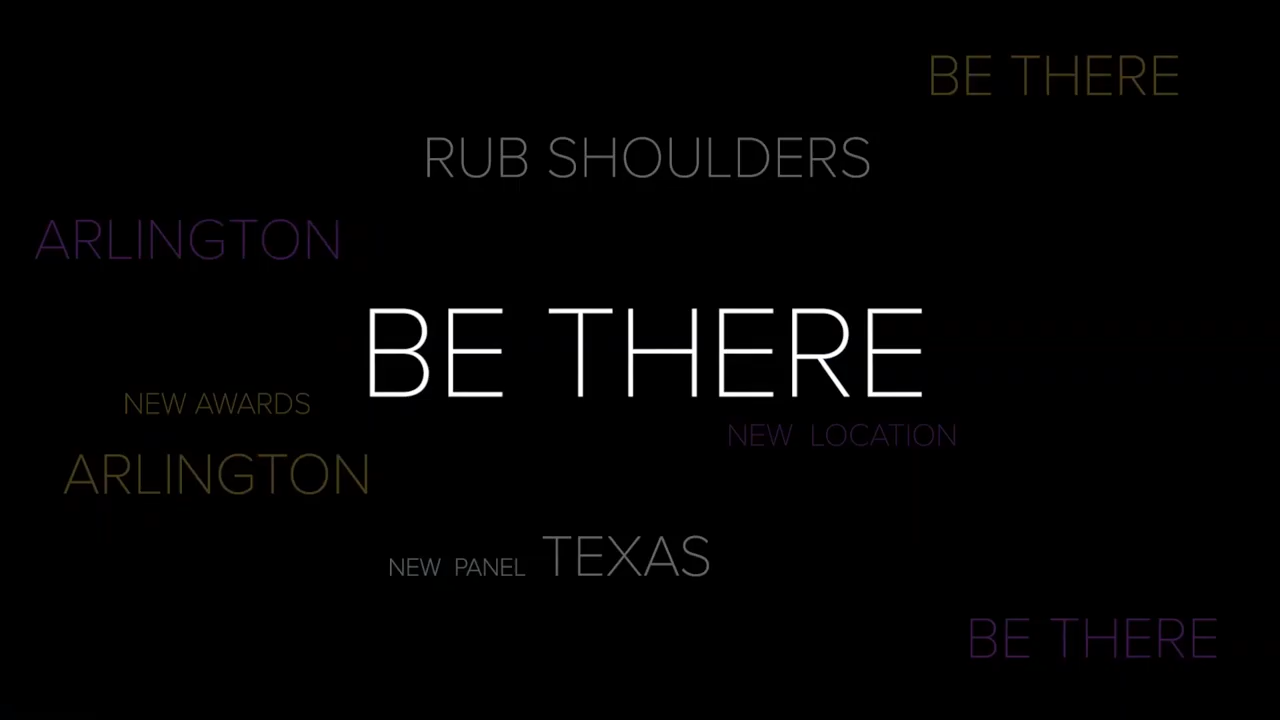 BE THERE
RUB SHOULDERS
ARLINGTON
BE THERE
NEW AWARDS
NEW LOCATION
ARLINGTON
NEW PANEL TEXAS
BE THERE